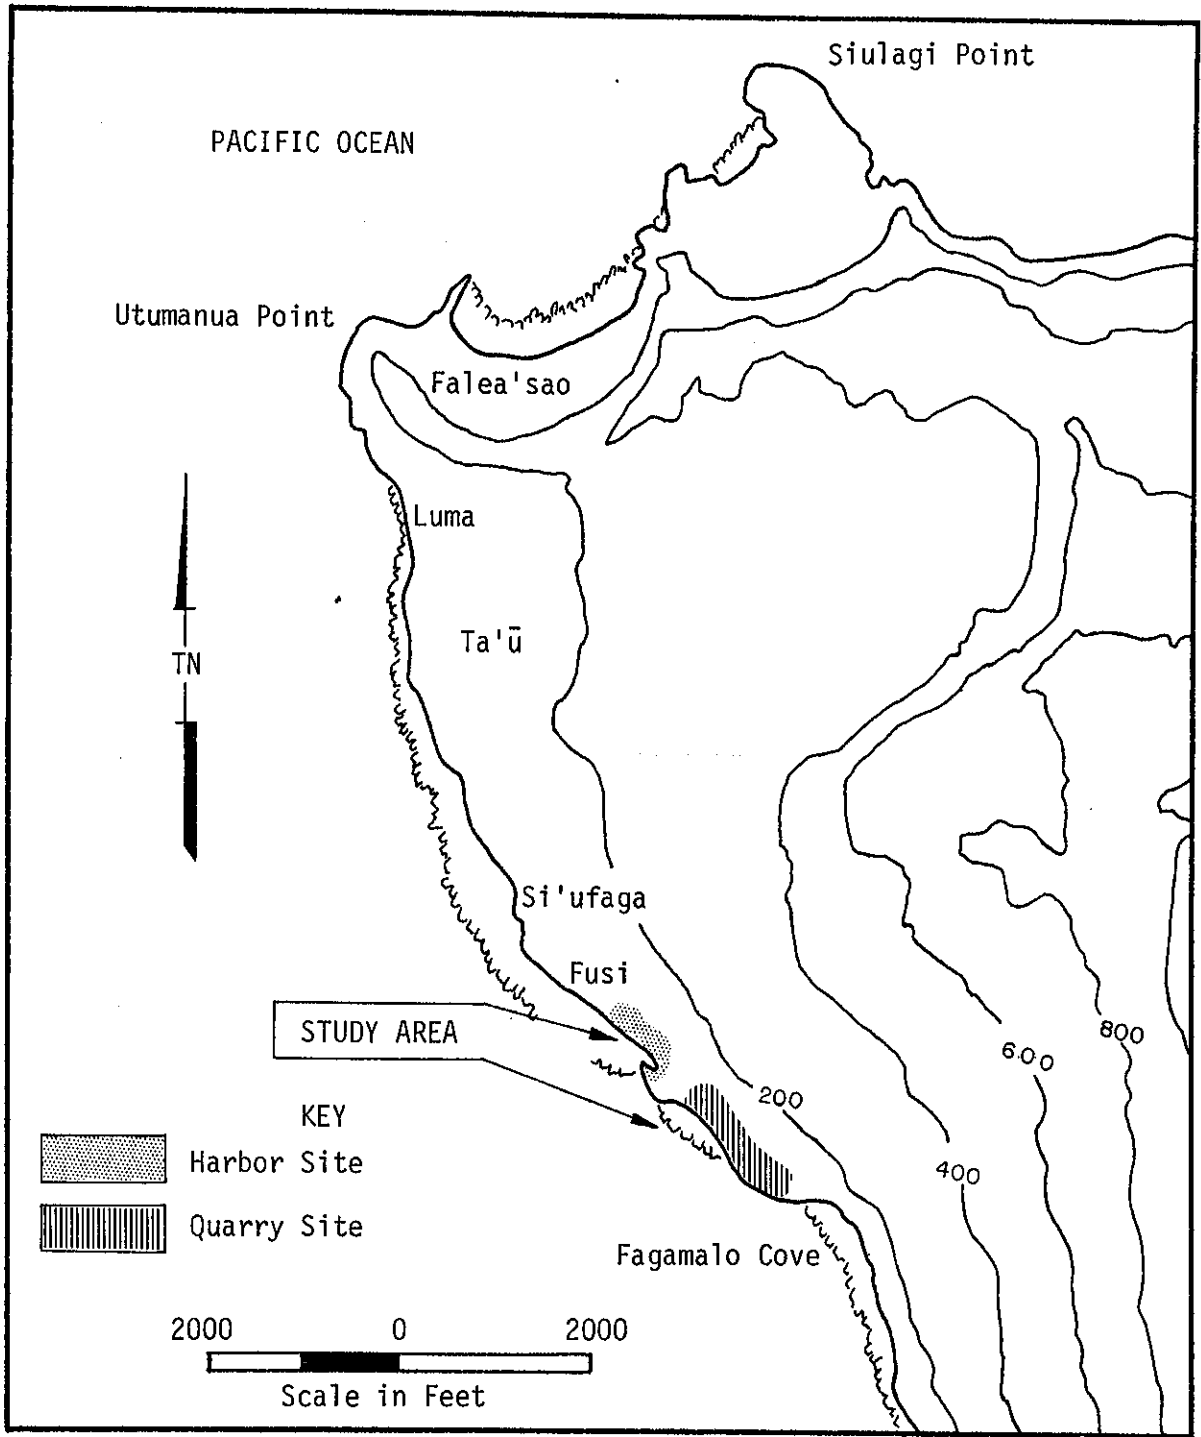 Siulagi Point
PACIFIC OCEAN
Utumanua Point
Falea'sao
Luma
Ta'ū
TN
Si'ufaga
Fusi
STUDY AREA
800
600
200
KEY
Harbor Site
400
Quarry Site
Fagamalo Cove
2000 0 2000
Scale in Feet